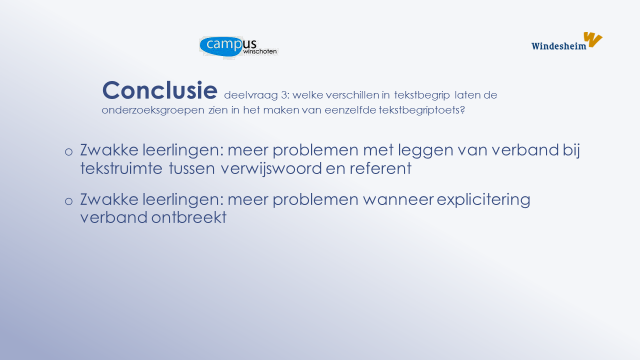 campus
winschoten
Windesheim
Conclusie deelvraag 3: welke verschillen in tekstbegrip laten de
onderzoeksgroepen zien in het maken van eenzelfde tekstbegriptoets?
o Zwakke leerlingen: meer problemen met leggen van verband bij
tekstruimte tussen verwijswoord en referent
o Zwakke leerlingen: meer problemen wanneer explicitering
verband ontbreekt